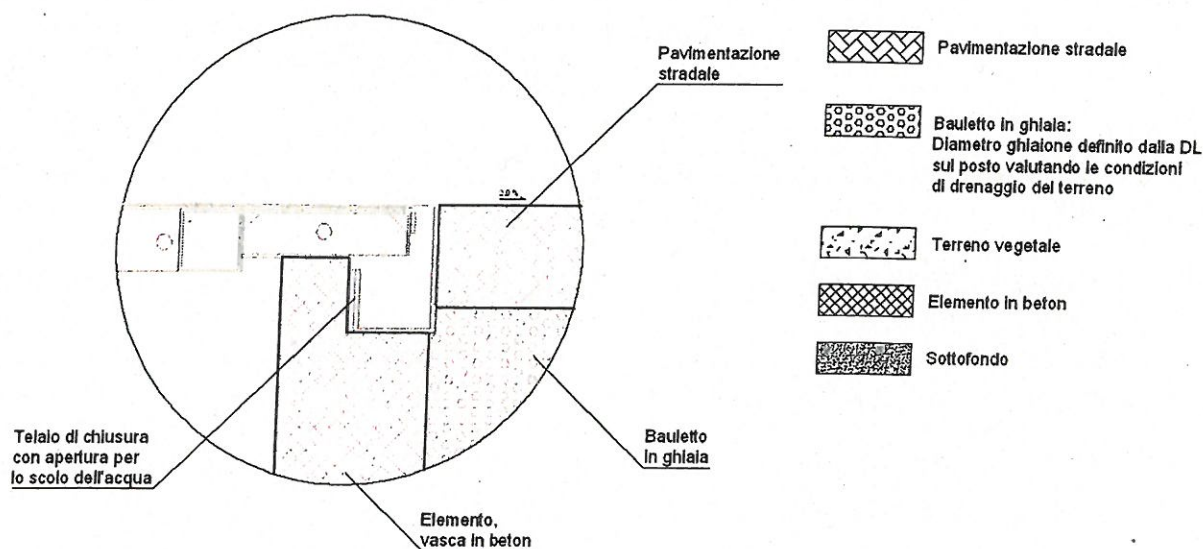 Pavimentazione
stradale
Telaio di chiusura
con apertura per
lo scolo dell'acqua
Elemento,
vasca in beton
Bauletto
in ghiaia
Pavimentazione stradale
Bauletto in ghiaia:
Diametro ghiaione definito dalla DL
sul posto valutando le condizioni
di drenaggio del terreno
Terreno vegetale
Elemento in beton
Sottofondo